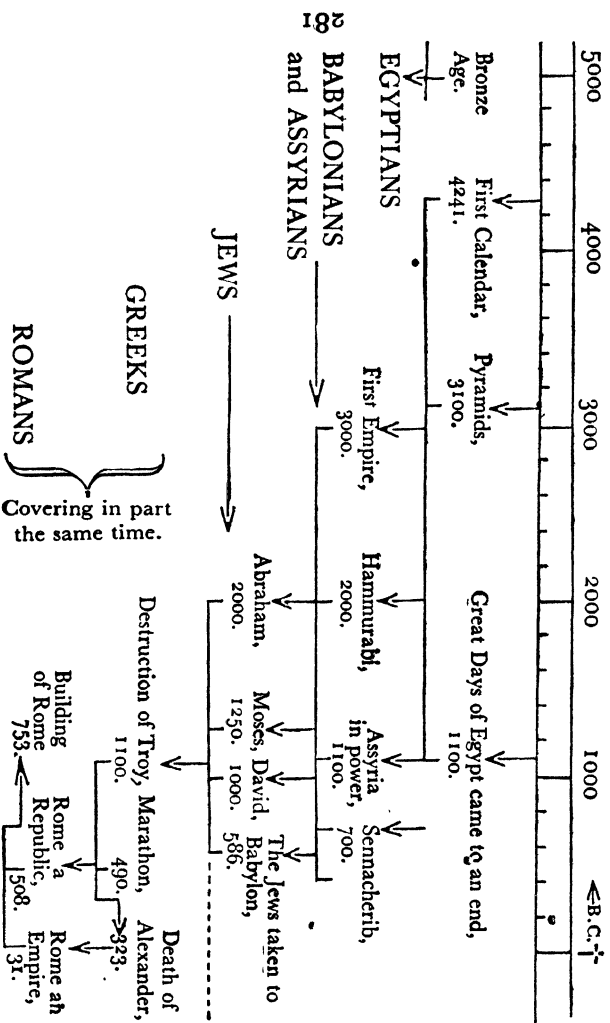 281
5000
4000
3000
2000
1000
B.C.
Bronze
Age.
First Calendar,
4241.
Pyramids,
3100.
Great Days of Egypt came to an end,
1100.
EGYPTIANS
BABYLONIANS
and ASSYRIANS
First Empire,
3000.
Hammurabi,
2000.
Assyria
in power,
1100.
Sennacherib,
700.
JEWS
Abraham,
2000.
Moses,
1250.
David,
1000.
The Jews taken to
Babylon,
586.
GREEKS
ROMANS
Covering in part
the same time.
Destruction of Troy,
1100.
Marathon,
490.
Death of
Alexander,
323.
Building
of Rome
753.
Rome a
Republic,
508.
Rome an
Empire,
31.